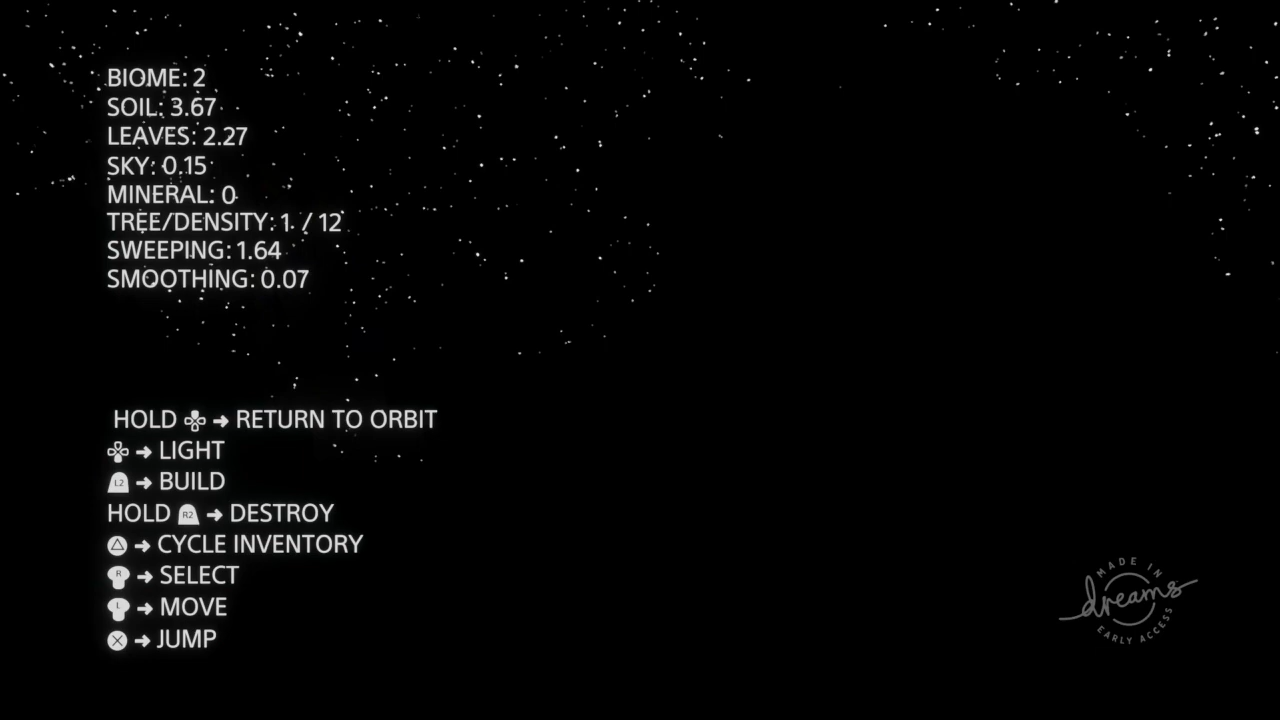 BIOME: 2
SOIL: 3.67
LEAVES: 2.27
SKY: 0.15
MINERAL: 0
TREE/DENSITY: 1 / 12
SWEEPING: 1.64
SMOOTHING: 0.07
HOLD ➜ RETURN TO ORBIT
➜ LIGHT
L2 ➜ BUILD
HOLD R2 ➜ DESTROY
➜ CYCLE INVENTORY
R ➜ SELECT
L ➜ MOVE
➜ JUMP
MADE IN
dreams
EARLY ACCESS